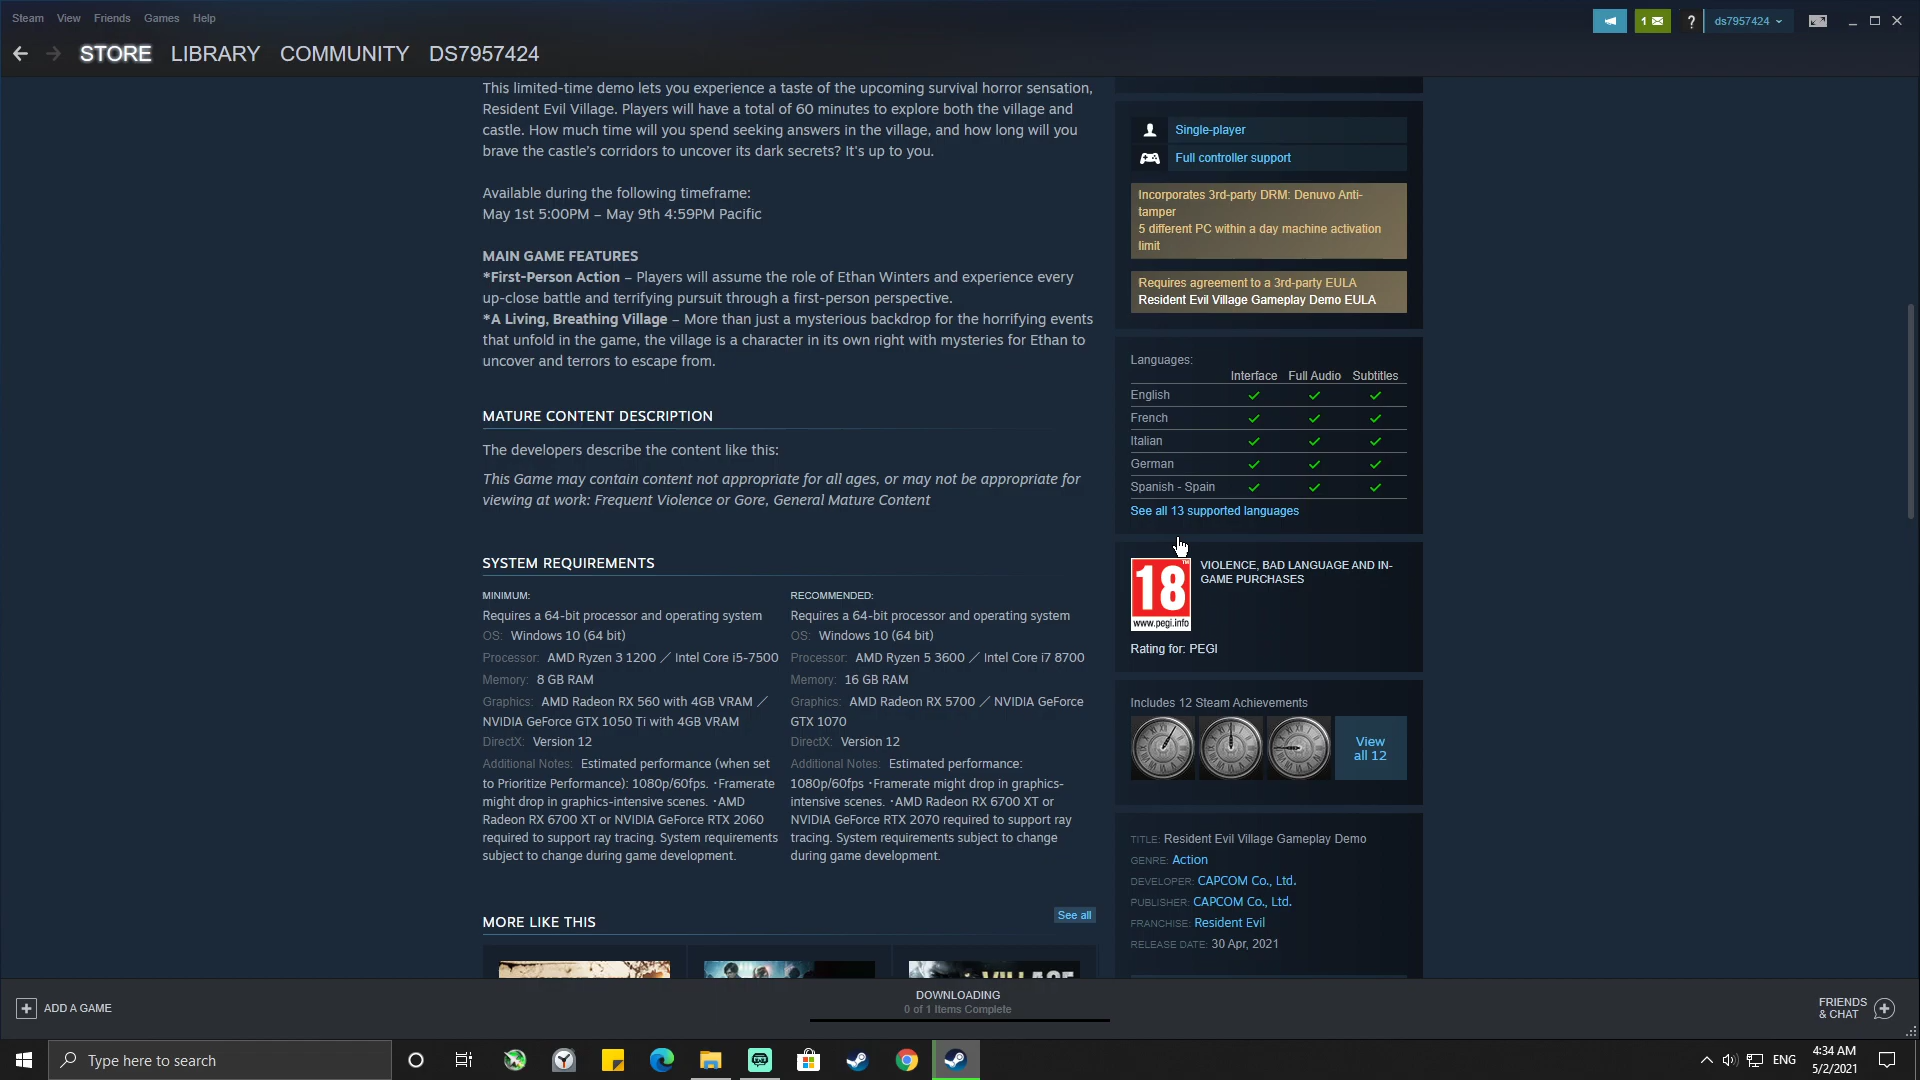 Steam View Friends Games Help
1 ? ds7957424
STORE LIBRARY COMMUNITY DS7957424
This limited-time demo lets you experience a taste of the upcoming survival horror sensation,
Resident Evil Village. Players will have a total of 60 minutes to explore both the village and
castle. How much time will you spend seeking answers in the village, and how long will you
brave the castle's corridors to uncover its dark secrets? It's up to you.
Available during the following timeframe:
May 1st 5:00PM – May 9th 4:59PM Pacific
MAIN GAME FEATURES
*First-Person Action – Players will assume the role of Ethan Winters and experience every
up-close battle and terrifying pursuit through a first-person perspective.
*A Living, Breathing Village – More than just a mysterious backdrop for the horrifying events
that unfold in the game, the village is a character in its own right with mysteries for Ethan to
uncover and terrors to escape from.
MATURE CONTENT DESCRIPTION
The developers describe the content like this:
This Game may contain content not appropriate for all ages, or may not be appropriate for
viewing at work: Frequent Violence or Gore, General Mature Content
SYSTEM REQUIREMENTS
MINIMUM:
Requires a 64-bit processor and operating system
OS: Windows 10 (64 bit)
Processor: AMD Ryzen 3 1200 ／ Intel Core i5-7500
Memory: 8 GB RAM
Graphics: AMD Radeon RX 560 with 4GB VRAM ／
NVIDIA GeForce GTX 1050 Ti with 4GB VRAM
DirectX: Version 12
Additional Notes: Estimated performance (when set
to Prioritize Performance): 1080p/60fps. ･Framerate
might drop in graphics-intensive scenes. ･AMD
Radeon RX 6700 XT or NVIDIA GeForce RTX 2060
required to support ray tracing. System requirements
subject to change during game development.
RECOMMENDED:
Requires a 64-bit processor and operating system
OS: Windows 10 (64 bit)
Processor: AMD Ryzen 5 3600 ／ Intel Core i7 8700
Memory: 16 GB RAM
Graphics: AMD Radeon RX 5700 ／ NVIDIA GeForce
GTX 1070
DirectX: Version 12
Additional Notes: Estimated performance:
1080p/60fps ･Framerate might drop in graphics-
intensive scenes. ･AMD Radeon RX 6700 XT or
NVIDIA GeForce RTX 2070 required to support ray
tracing. System requirements subject to change
during game development.
MORE LIKE THIS
See all
VILLAGE
Single-player
Full controller support
Incorporates 3rd-party DRM: Denuvo Anti-
tamper
5 different PC within a day machine activation
limit
Requires agreement to a 3rd-party EULA
Resident Evil Village Gameplay Demo EULA
Languages:
Interface Full Audio Subtitles
English
French
Italian
German
Spanish - Spain
See all 13 supported languages
18
TM
www.pegi.info
VIOLENCE, BAD LANGUAGE AND IN-
GAME PURCHASES
Rating for: PEGI
Includes 12 Steam Achievements
View
all 12
TITLE: Resident Evil Village Gameplay Demo
GENRE: Action
DEVELOPER: CAPCOM Co., Ltd.
PUBLISHER: CAPCOM Co., Ltd.
FRANCHISE: Resident Evil
RELEASE DATE: 30 Apr, 2021
ADD A GAME
DOWNLOADING
0 of 1 Items Complete
FRIENDS
& CHAT
Type here to search
ENG
4:34 AM
5/2/2021